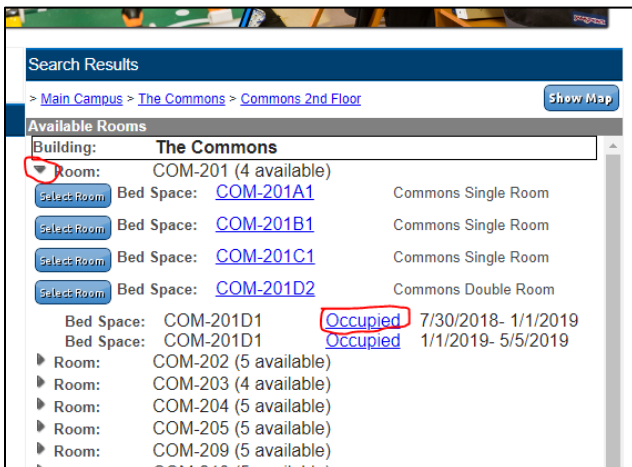 Search Results
> Main Campus > The Commons > Commons 2nd Floor Show Map
Available Rooms
Building: The Commons
Room: COM-201 (4 available)
Select Room Bed Space: COM-201A1 Commons Single Room
Select Room Bed Space: COM-201B1 Commons Single Room
Select Room Bed Space: COM-201C1 Commons Single Room
Select Room Bed Space: COM-201D2 Commons Double Room
Bed Space: COM-201D1 Occupied 7/30/2018- 1/1/2019
Bed Space: COM-201D1 Occupied 1/1/2019- 5/5/2019
Room: COM-202 (5 available)
Room: COM-203 (4 available)
Room: COM-204 (5 available)
Room: COM-205 (5 available)
Room: COM-209 (5 available)